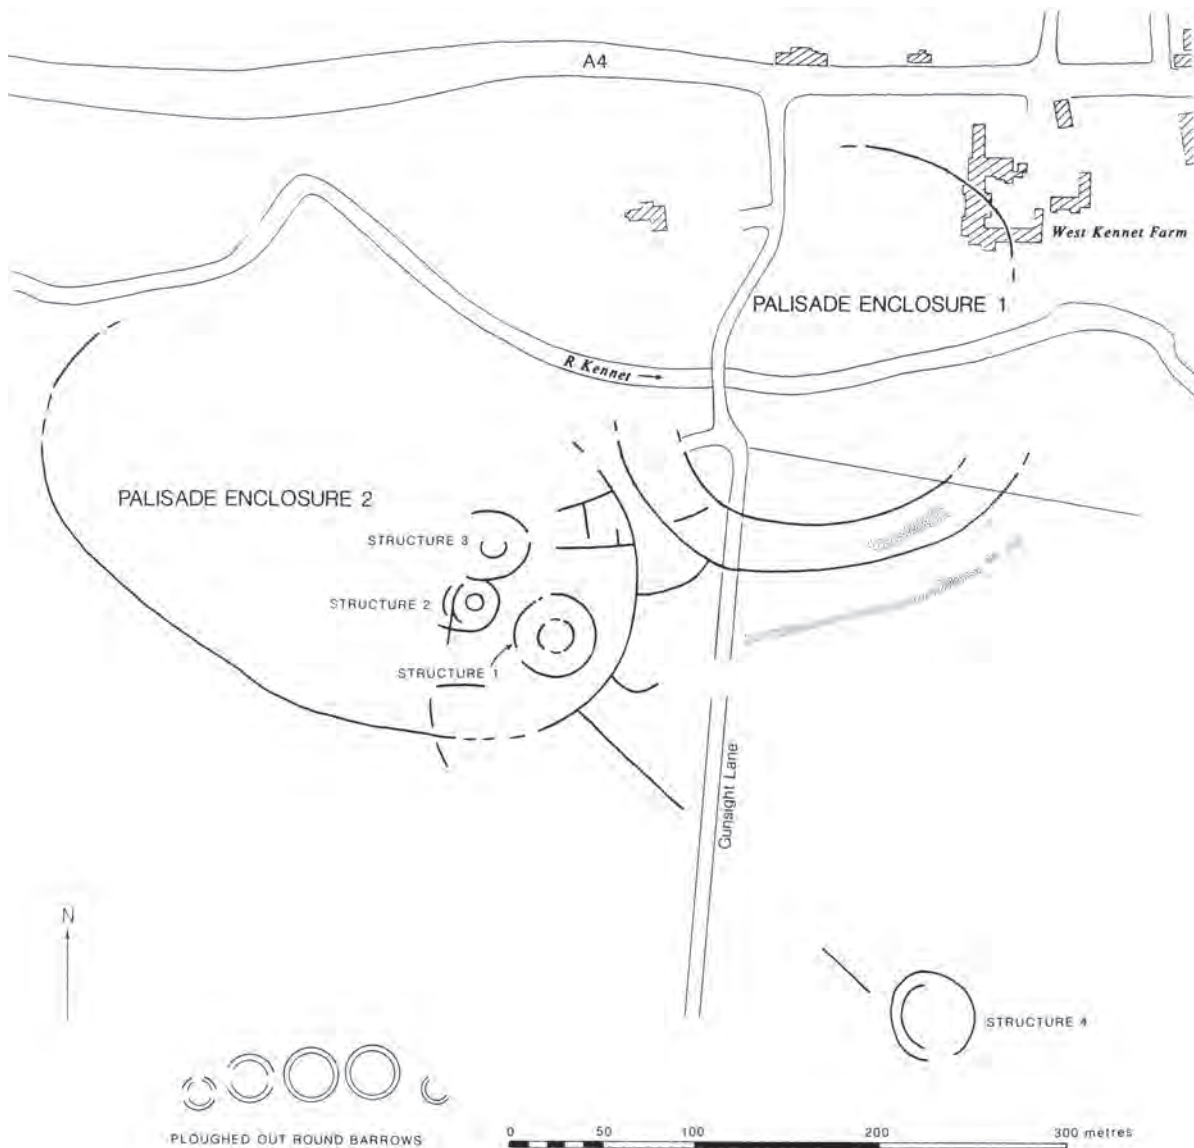 A4
West Kennet Farm
PALISADE ENCLOSURE 1
R Kennet
PALISADE ENCLOSURE 2
STRUCTURE 3
STRUCTURE 2
STRUCTURE 1
Gunsight Lane
N
STRUCTURE 4
PLOUGHED OUT ROUND BARROWS
0 50 100 200 300 metres